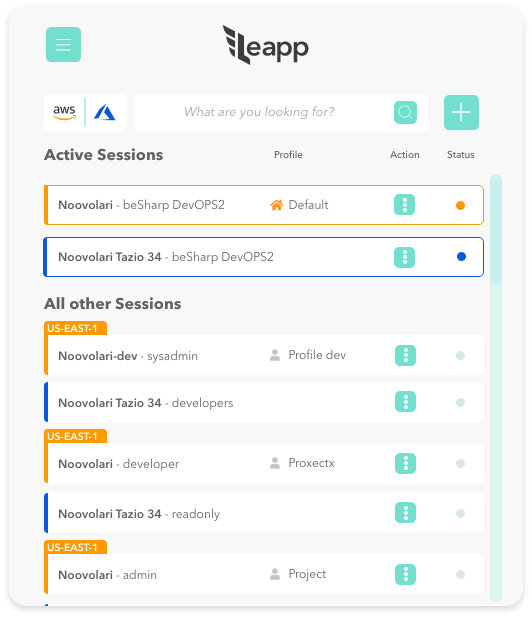 leapp
aws
What are you looking for?
Active Sessions Profile Action Status
Noovolari - beSharp DevOPS2 Default
Noovolari Tazio 34 - beSharp DevOPS2
All other Sessions
US-EAST-1
Noovolari-dev - sysadmin Profile dev
Noovolari Tazio 34 - developers
US-EAST-1
Noovolari - developer Proxectx
Noovolari Tazio 34 - readonly
US-EAST-1
Noovolari - admin Project